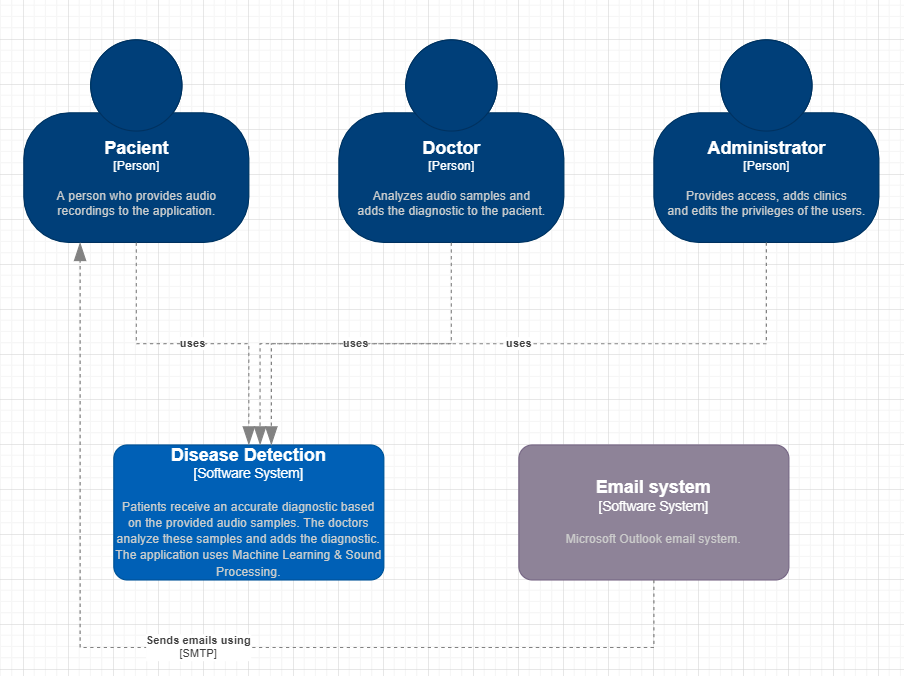 Pacient
[Person]
A person who provides audio
recordings to the application.
Doctor
[Person]
Analyzes audio samples and
adds the diagnostic to the pacient.
Administrator
[Person]
Provides access, adds clinics
and edits the privileges of the users.
uses
uses
uses
Disease Detection
[Software System]
Patients receive an accurate diagnostic based
on the provided audio samples. The doctors
analyze these samples and adds the diagnostic.
The application uses Machine Learning & Sound
Processing.
Email system
[Software System]
Microsoft Outlook email system.
Sends emails using
[SMTP]